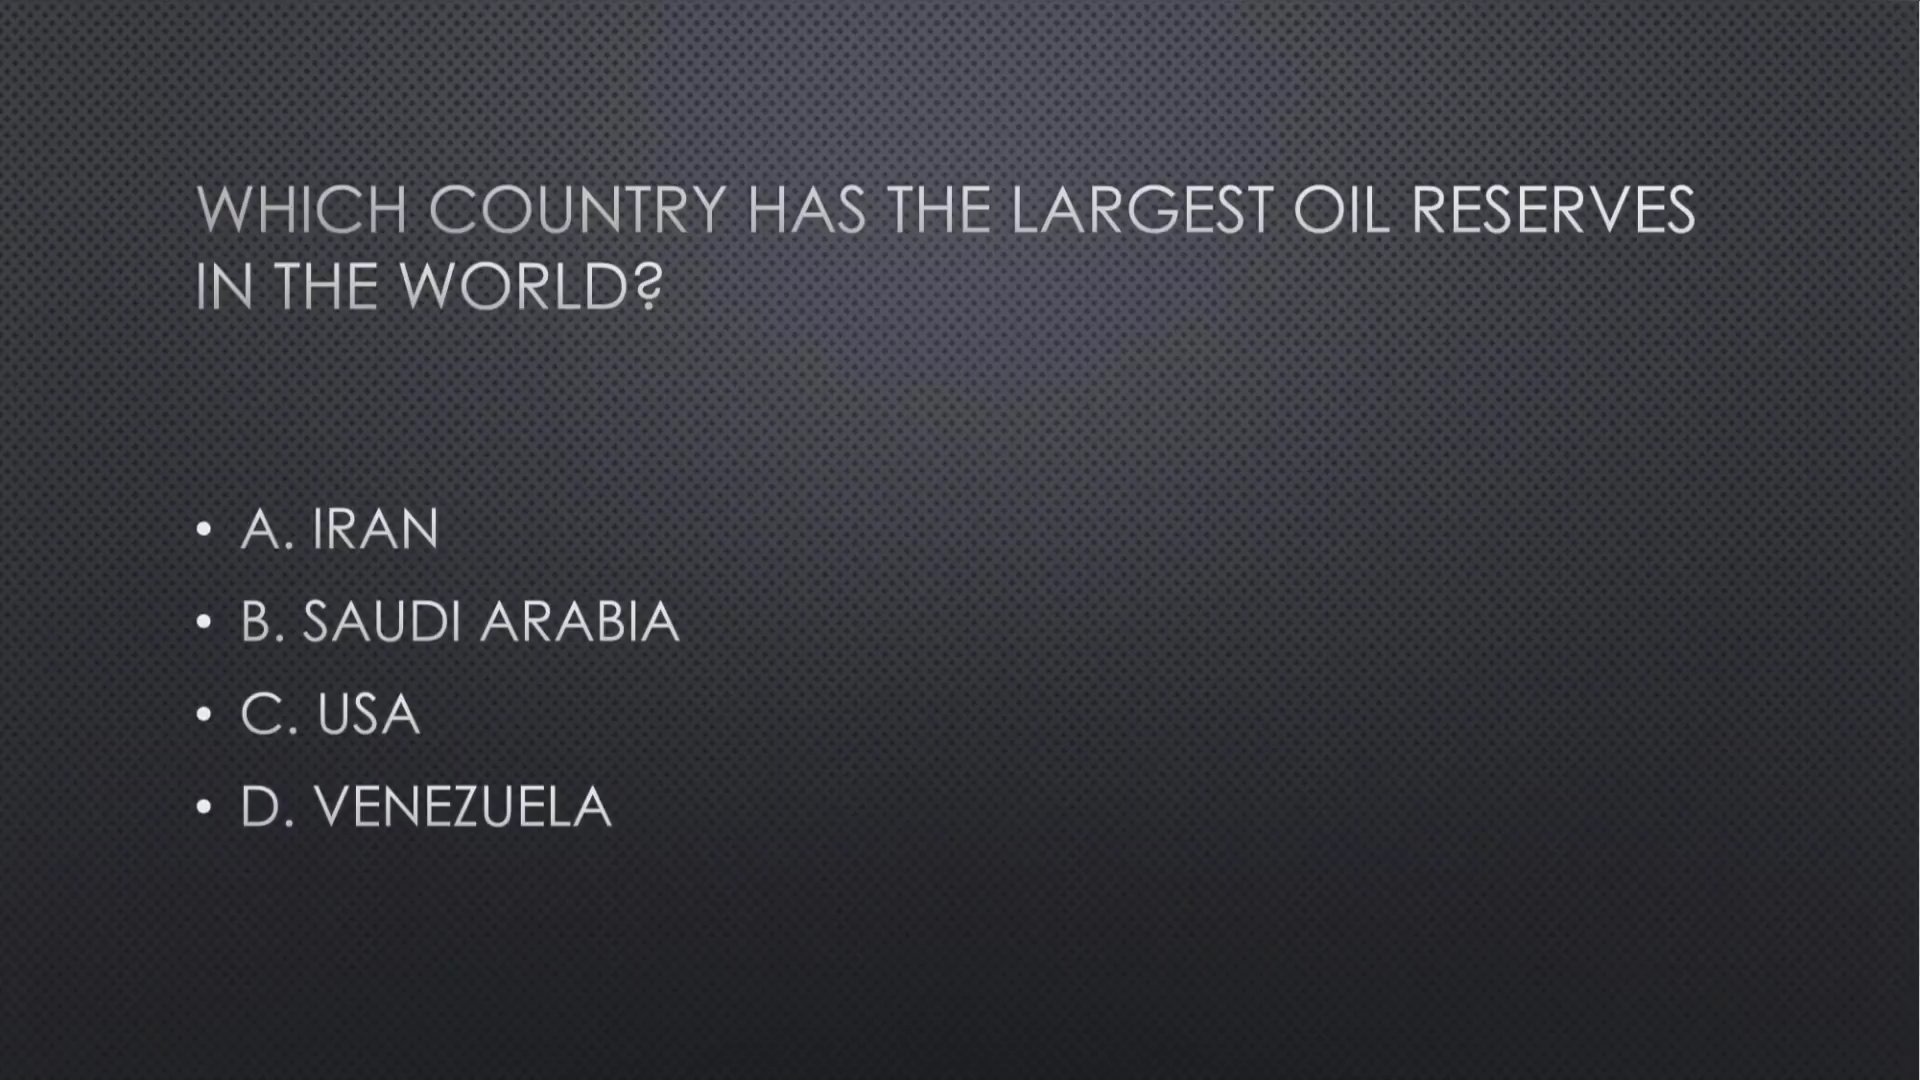 WHICH COUNTRY HAS THE LARGEST OIL RESERVES
IN THE WORLD?
• A. IRAN
• B. SAUDI ARABIA
• C. USA
• D. VENEZUELA